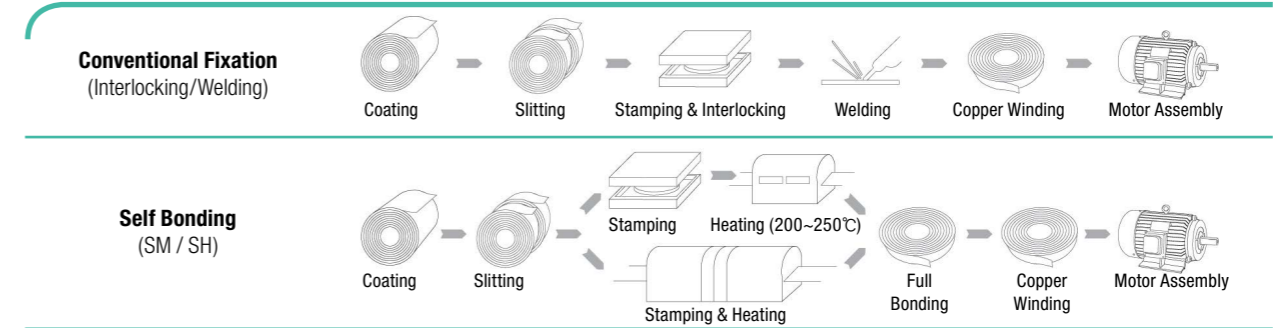 Conventional Fixation
(Interlocking/Welding)
Coating
Slitting
Stamping & Interlocking
Welding
Copper Winding
Motor Assembly
Self Bonding
(SM / SH)
Coating
Slitting
Stamping
Heating (200~250℃)
Stamping & Heating
Full
Bonding
Copper
Winding
Motor Assembly